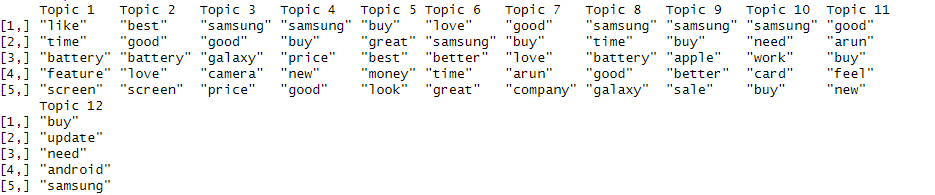 Topic 1 Topic 2 Topic 3 Topic 4 Topic 5 Topic 6 Topic 7 Topic 8 Topic 9 Topic 10 Topic 11
[1,] "like" "best" "samsung" "samsung" "buy" "love" "good" "samsung" "samsung" "samsung" "good"
[2,] "time" "good" "good" "buy" "great" "samsung" "buy" "time" "buy" "need" "arun"
[3,] "battery" "battery" "galaxy" "price" "best" "better" "love" "battery" "apple" "work" "buy"
[4,] "feature" "love" "camera" "new" "money" "time" "arun" "good" "better" "card" "feel"
[5,] "screen" "screen" "price" "good" "look" "great" "company" "galaxy" "sale" "buy" "new"
Topic 12
[1,] "buy"
[2,] "update"
[3,] "need"
[4,] "android"
[5,] "samsung"